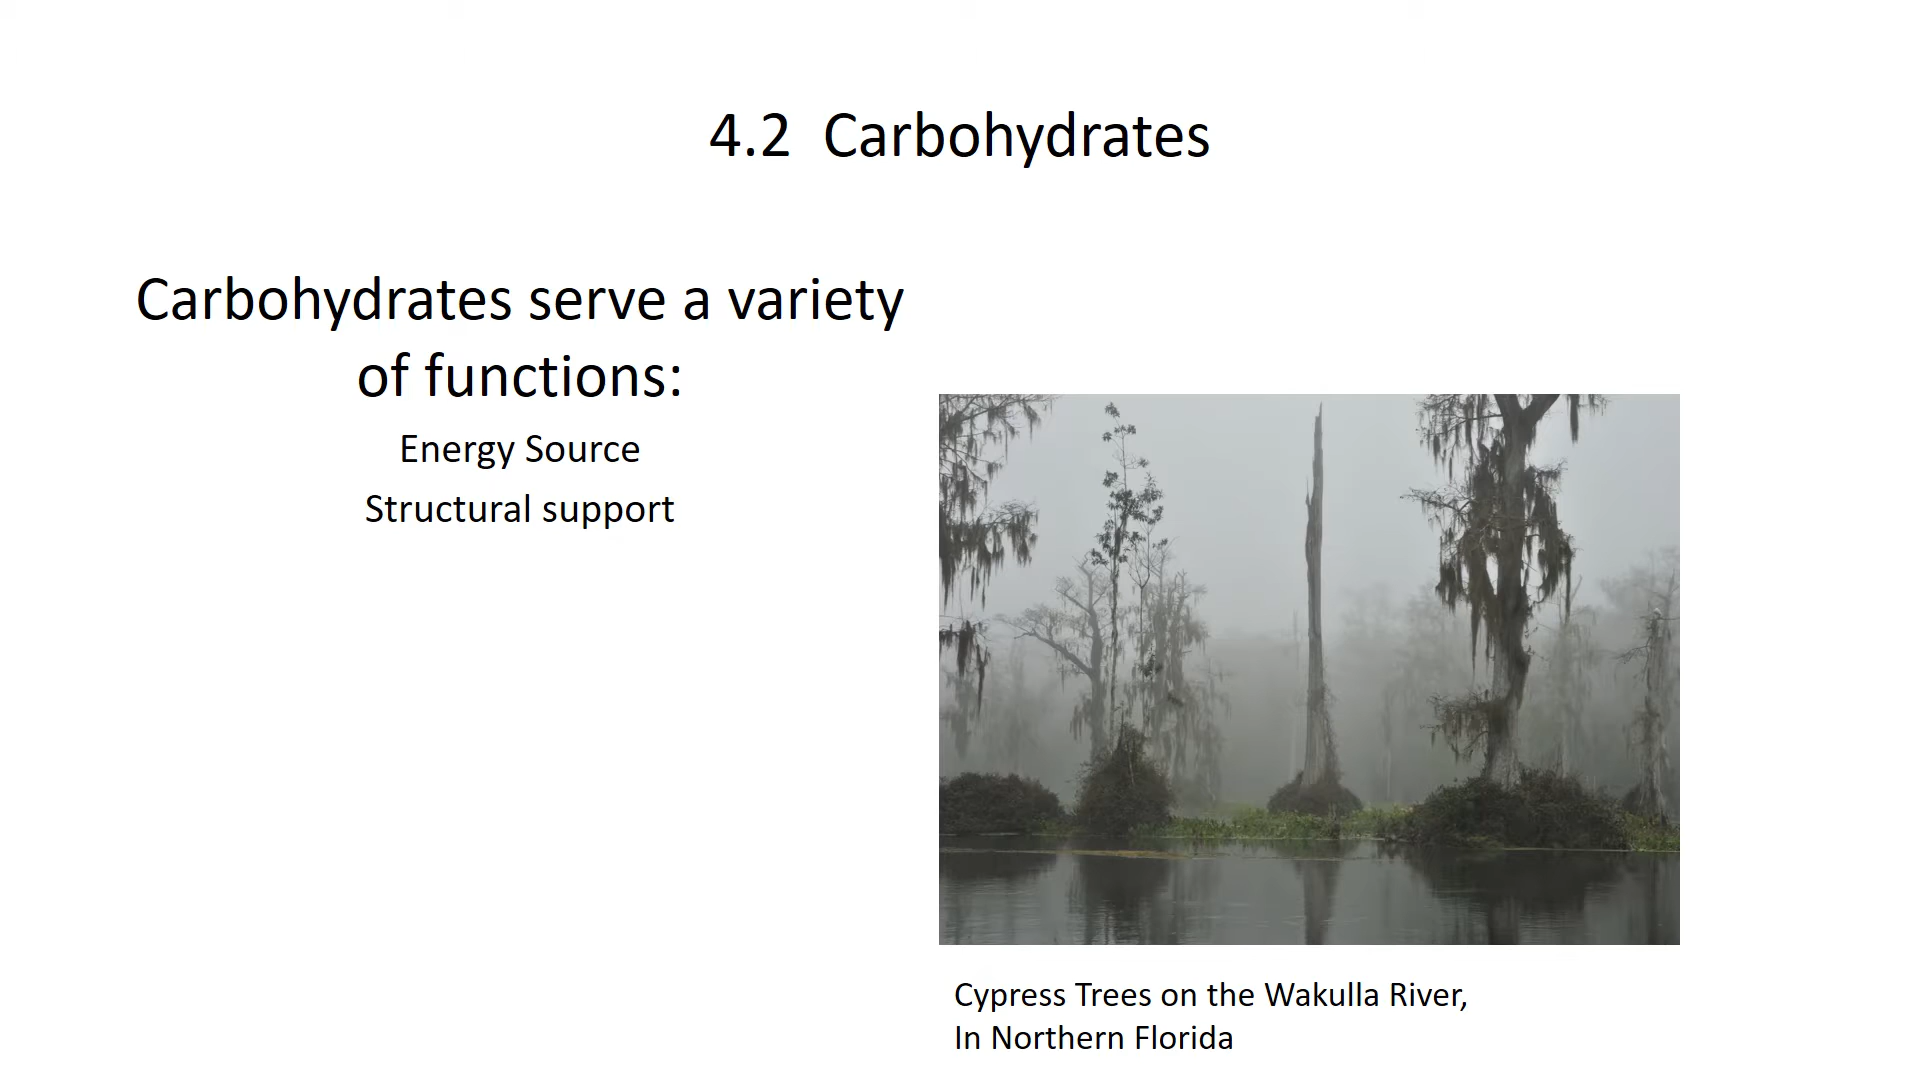 4.2  Carbohydrates
Carbohydrates serve a variety
of functions:
Energy Source
Structural support
Cypress Trees on the Wakulla River,
In Northern Florida